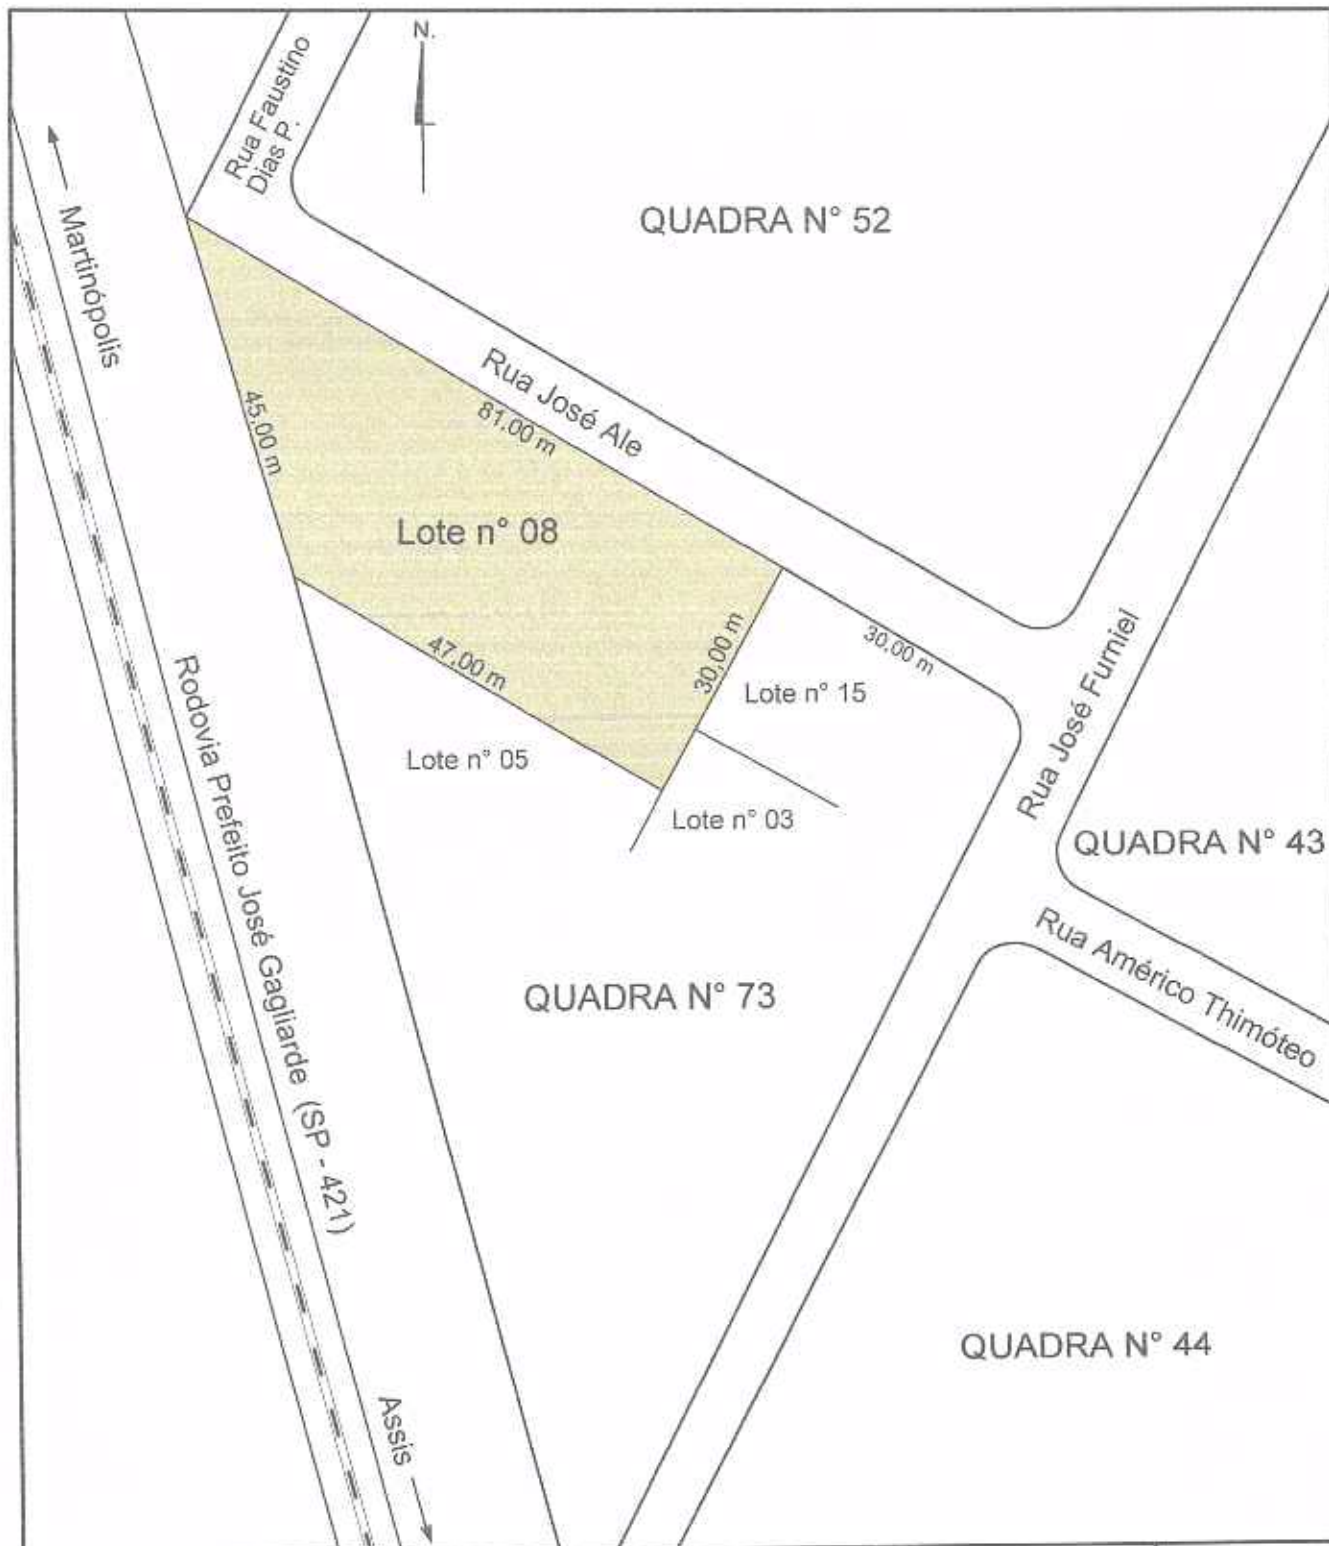 N.
Rua Faustino
Dias P.
QUADRA N° 52
Martinópolis
Rua José Ale
81,00 m
45,00 m
Lote n° 08
47,00 m
30,00 m
30,00 m
Lote n° 15
Rua José Furniel
Lote n° 05
Lote n° 03
QUADRA N° 43
Rodovia Prefeito José Gagliarde (SP - 421)
Rua Américo Thimóteo
QUADRA N° 73
QUADRA N° 44
Assis